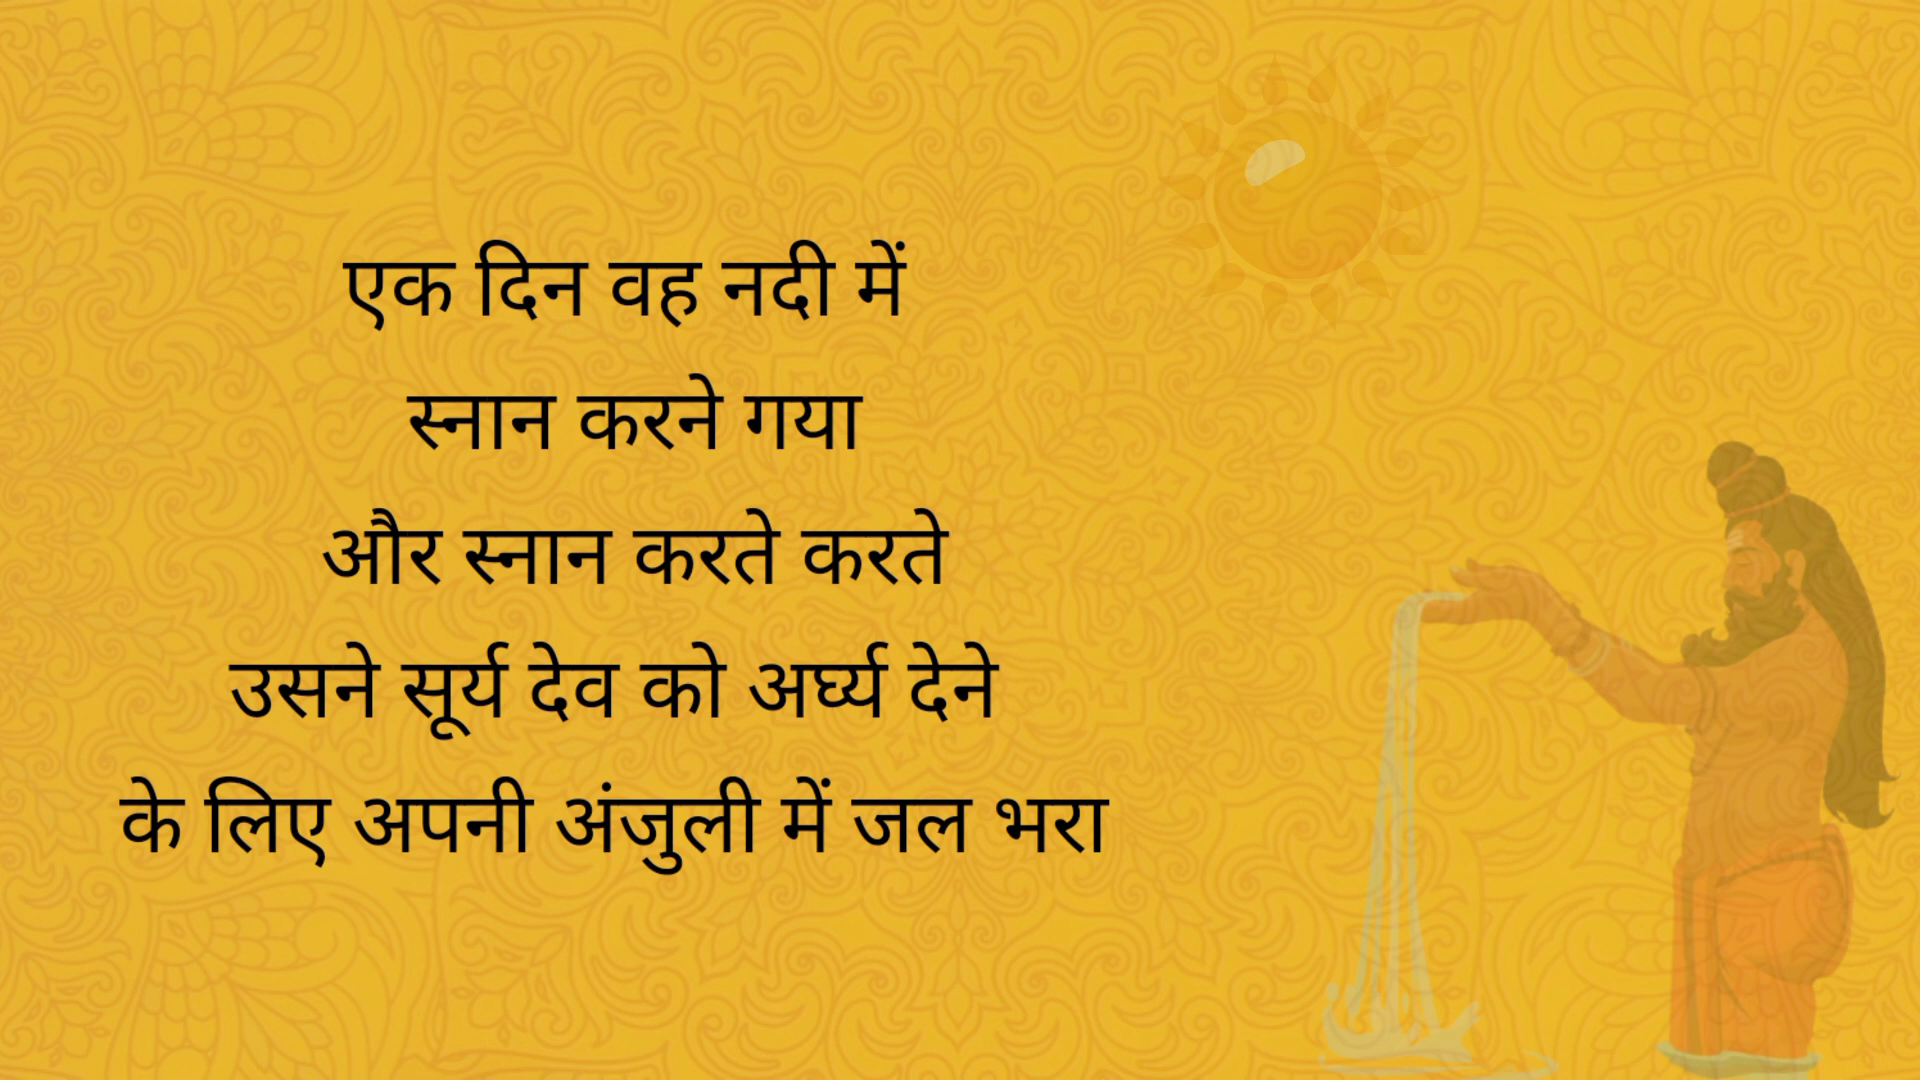 एक दिन वह नदी में
स्नान करने गया
और स्नान करते करते
उसने सूर्य देव को अर्घ्य देने
के लिए अपनी अंजुली में जल भरा